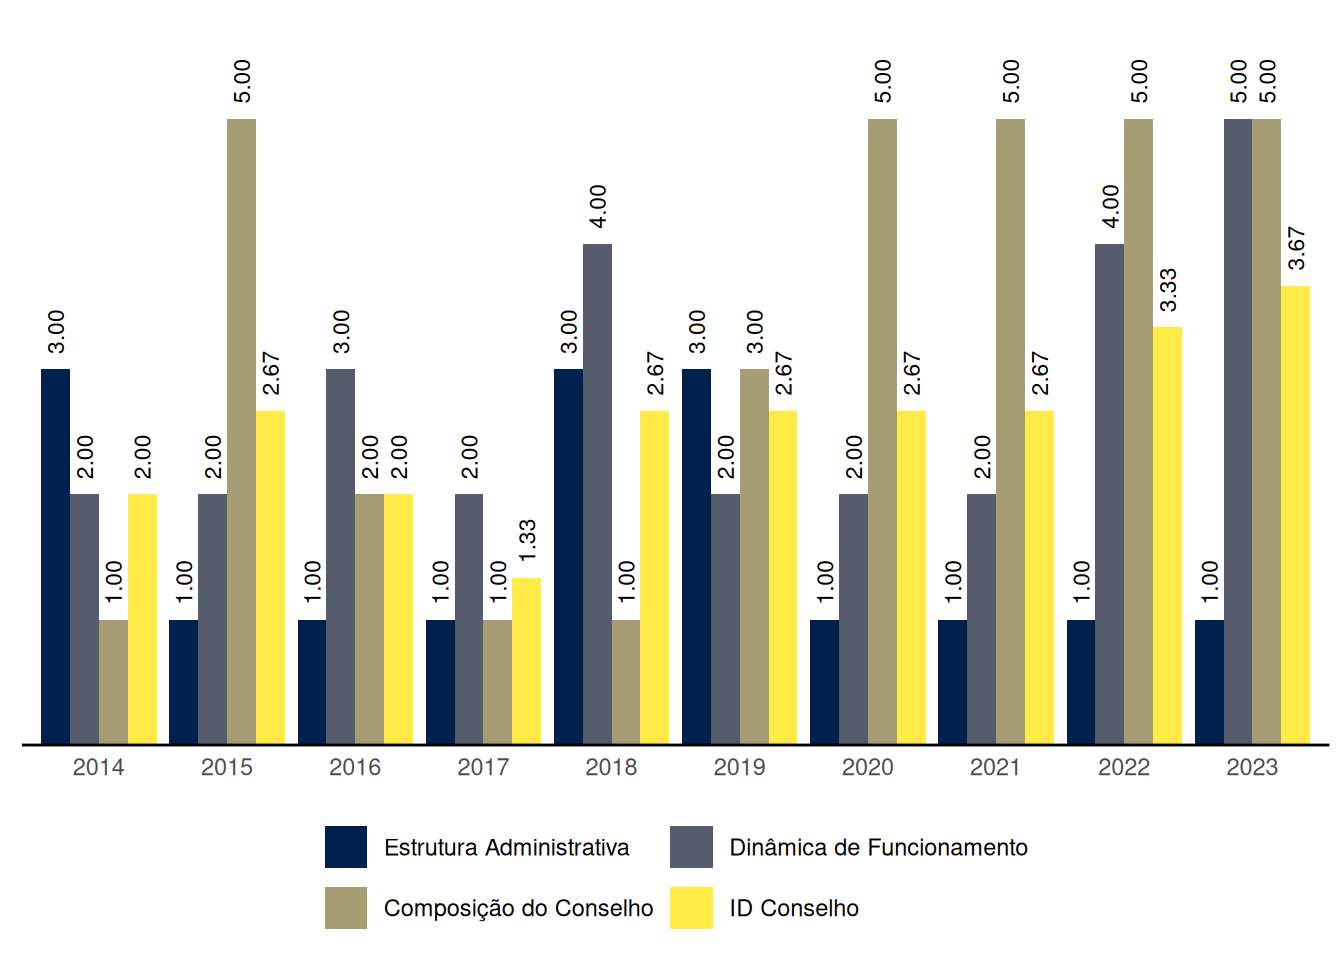 3.00 2.00 1.00 2.00
1.00 2.00 5.00 2.67
1.00 3.00 2.00 2.00
1.00 2.00 1.00 1.33
3.00 4.00 1.00 2.67
3.00 2.00 3.00 2.67
1.00 2.00 5.00 2.67
1.00 2.00 5.00 2.67
1.00 4.00 5.00 3.33
1.00 5.00 5.00 3.67
2014 2015 2016 2017 2018 2019 2020 2021 2022 2023
Estrutura Administrativa Dinâmica de Funcionamento
Composição do Conselho ID Conselho